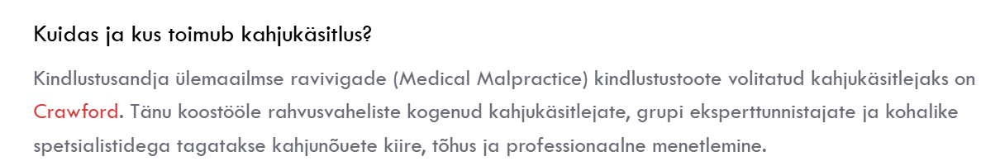 Kuidas ja kus toimub kahjukäsitlus?
Kindlustusandja ülemaailmse ravivigade (Medical Malpractice) kindlustustoote volitatud kahjukäsitlejaks on
Crawford. Tänu koostööle rahvusvaheliste kogenud kahjukäsitlejate, grupi eksperttunnistajate ja kohalike
spetsialistidega tagatakse kahjunõuete kiire, tõhus ja professionaalne menetlemine.